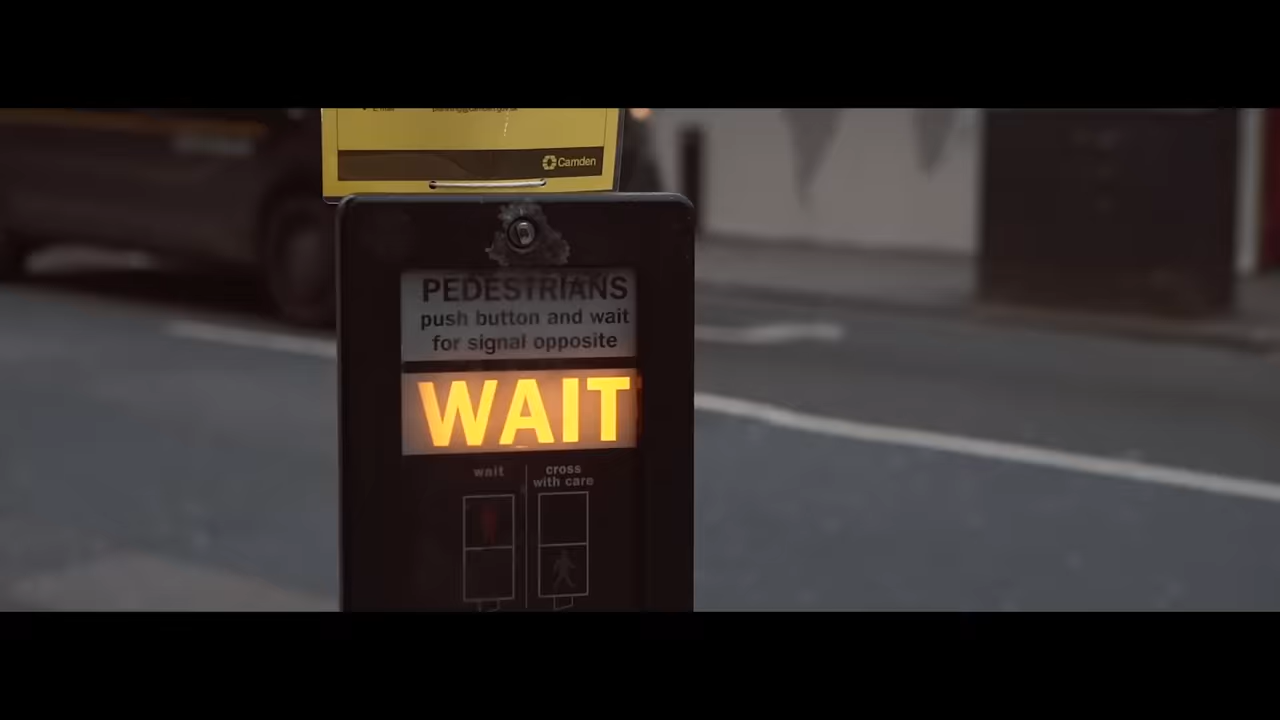 Camden
PEDESTRIANS
push button and wait
for signal opposite
WAIT
wait
cross
with care